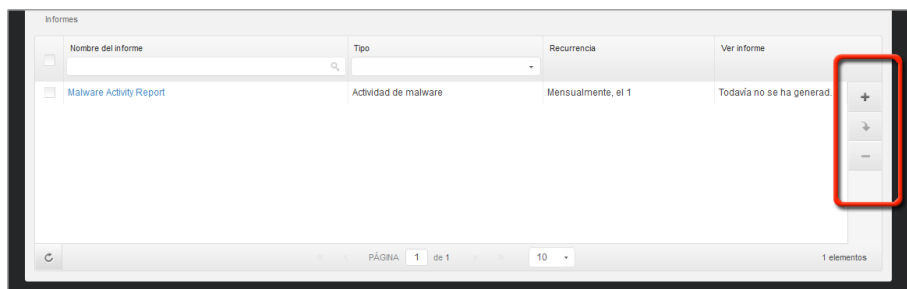 Informes
Nombre del informe Tipo Recurrencia Ver informe
Malware Activity Report Actividad de malware Mensualmente, el 1 Todavía no se ha generad...
PÁGINA 1 de 1 10 1 elementos